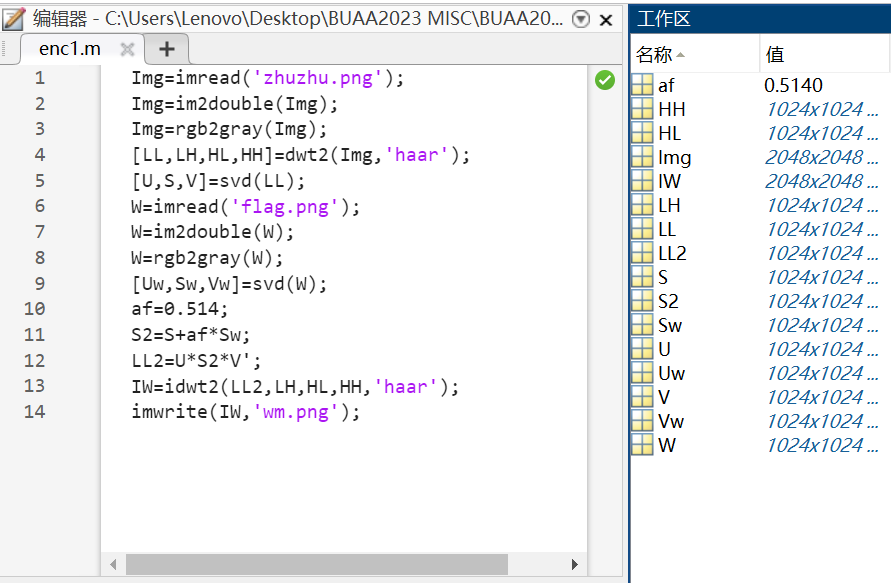 编辑器 - C:\Users\Lenovo\Desktop\BUAA2023 MISC\BUAA20...
enc1.m
1 Img=imread('zhuzhu.png');
2 Img=im2double(Img);
3 Img=rgb2gray(Img);
4 [LL,LH,HL,HH]=dwt2(Img,'haar');
5 [U,S,V]=svd(LL);
6 W=imread('flag.png');
7 W=im2double(W);
8 W=rgb2gray(W);
9 [Uw,Sw,Vw]=svd(W);
10 af=0.514;
11 S2=S+af*Sw;
12 LL2=U*S2*V';
13 IW=idwt2(LL2,LH,HL,HH,'haar');
14 imwrite(IW,'wm.png');
工作区
名称 值
af 0.5140
HH 1024x1024 ...
HL 1024x1024 ...
Img 2048x2048 ...
IW 2048x2048 ...
LH 1024x1024 ...
LL 1024x1024 ...
LL2 1024x1024 ...
S 1024x1024 ...
S2 1024x1024 ...
Sw 1024x1024 ...
U 1024x1024 ...
Uw 1024x1024 ...
V 1024x1024 ...
Vw 1024x1024 ...
W 1024x1024 ...